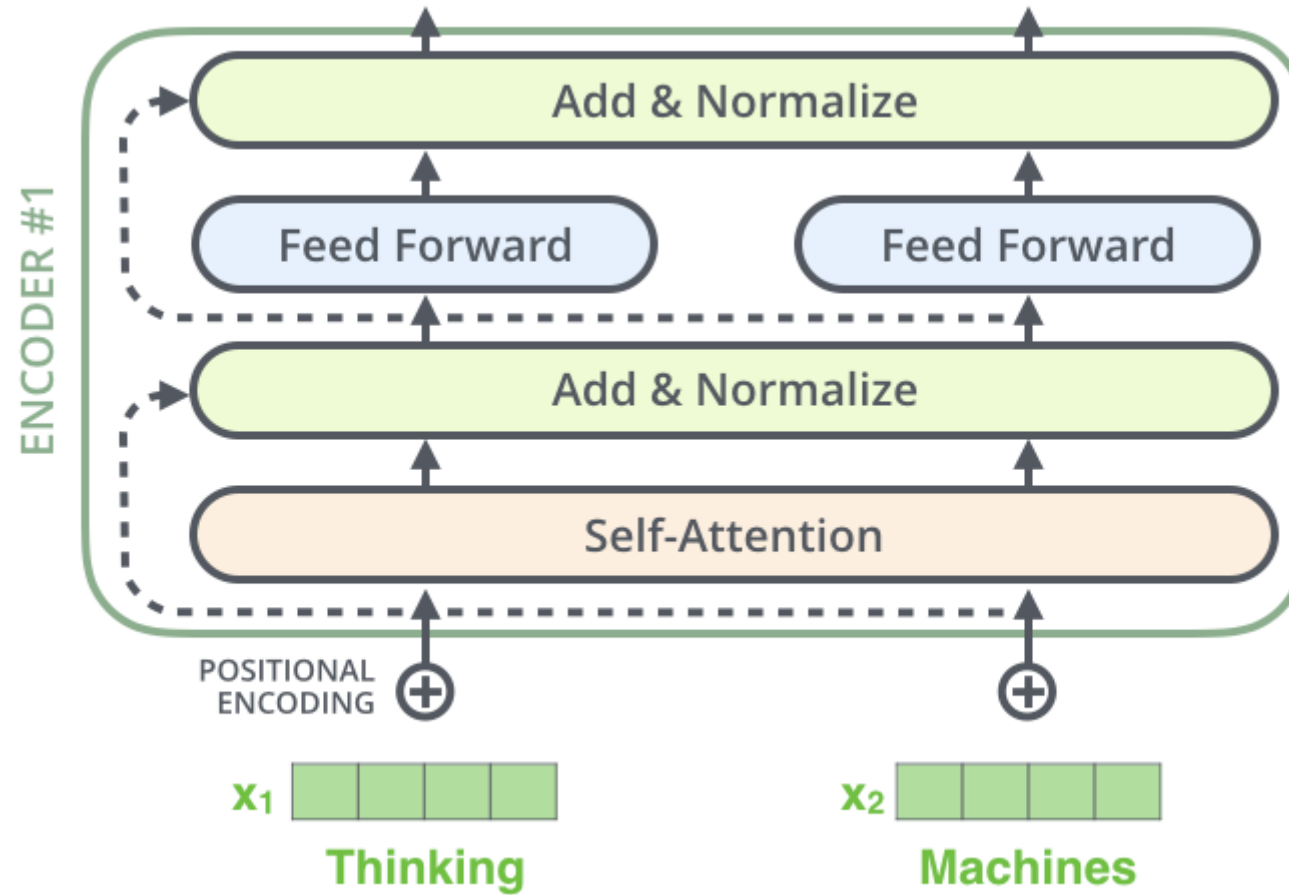 ENCODER #1
Add & Normalize
Feed Forward
Feed Forward
Add & Normalize
Self-Attention
POSITIONAL
ENCODING
x₁
x₂
Thinking
Machines